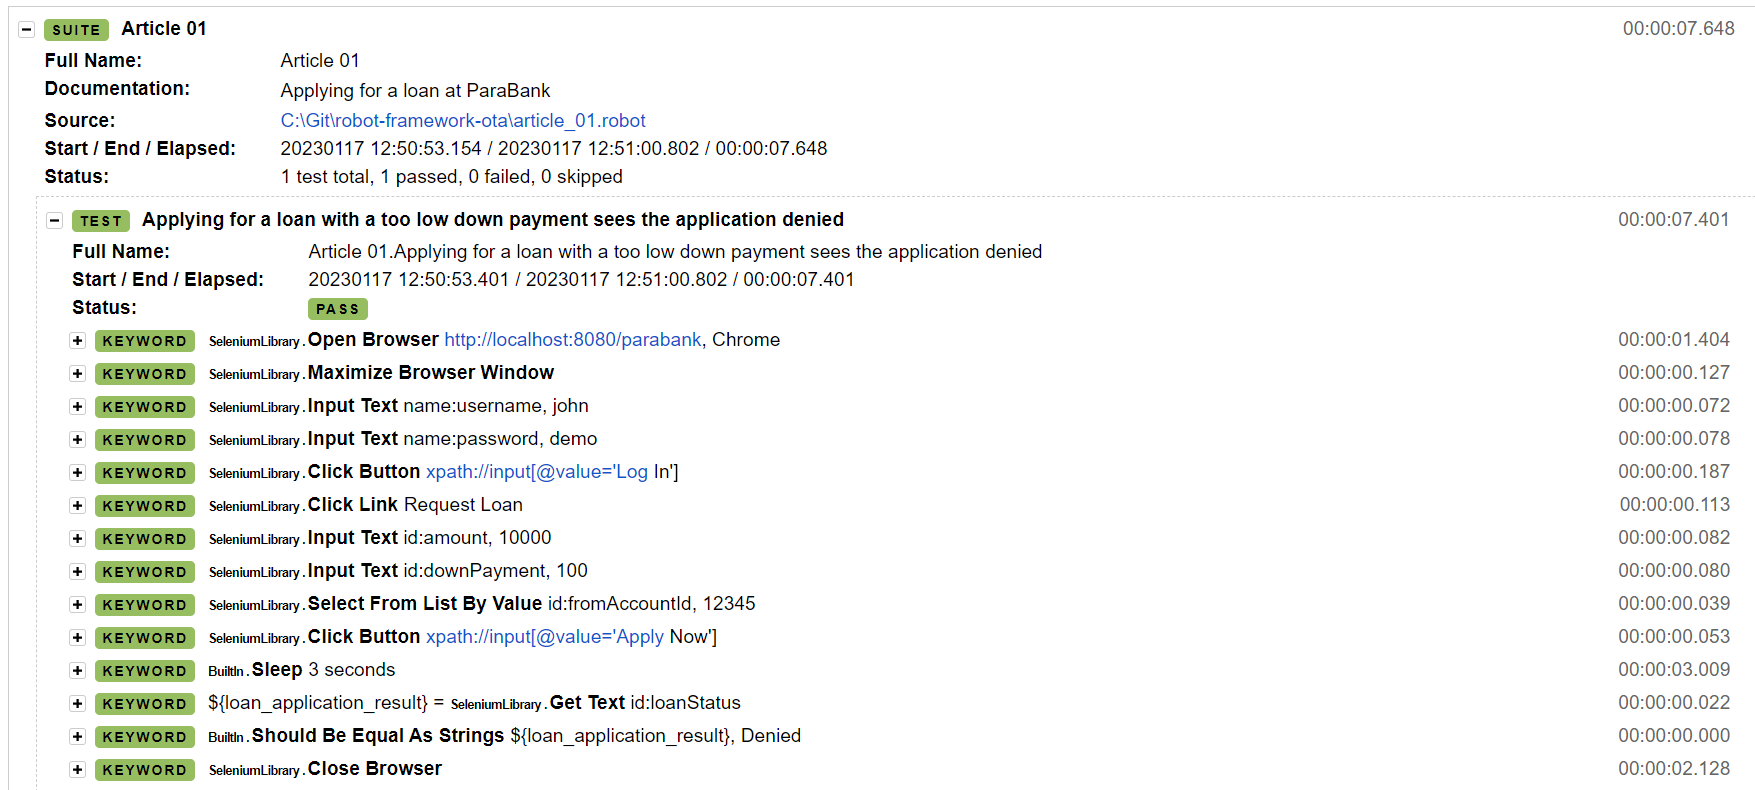 SUITE Article 01 00:00:07.648
Full Name: Article 01
Documentation: Applying for a loan at ParaBank
Source: C:\Git\robot-framework-ota\article_01.robot
Start / End / Elapsed: 20230117 12:50:53.154 / 20230117 12:51:00.802 / 00:00:07.648
Status: 1 test total, 1 passed, 0 failed, 0 skipped
TEST Applying for a loan with a too low down payment sees the application denied 00:00:07.401
Full Name: Article 01.Applying for a loan with a too low down payment sees the application denied
Start / End / Elapsed: 20230117 12:50:53.401 / 20230117 12:51:00.802 / 00:00:07.401
Status: PASS
KEYWORD SeleniumLibrary.Open Browser http://localhost:8080/parabank, Chrome 00:00:01.404
KEYWORD SeleniumLibrary.Maximize Browser Window 00:00:00.127
KEYWORD SeleniumLibrary.Input Text name:username, john 00:00:00.072
KEYWORD SeleniumLibrary.Input Text name:password, demo 00:00:00.078
KEYWORD SeleniumLibrary.Click Button xpath://input[@value='Log In'] 00:00:00.187
KEYWORD SeleniumLibrary.Click Link Request Loan 00:00:00.113
KEYWORD SeleniumLibrary.Input Text id:amount, 10000 00:00:00.082
KEYWORD SeleniumLibrary.Input Text id:downPayment, 100 00:00:00.080
KEYWORD SeleniumLibrary.Select From List By Value id:fromAccountId, 12345 00:00:00.039
KEYWORD SeleniumLibrary.Click Button xpath://input[@value='Apply Now'] 00:00:00.053
KEYWORD BuiltIn.Sleep 3 seconds 00:00:03.009
KEYWORD ${loan_application_result} = SeleniumLibrary.Get Text id:loanStatus 00:00:00.022
KEYWORD BuiltIn.Should Be Equal As Strings ${loan_application_result}, Denied 00:00:00.000
KEYWORD SeleniumLibrary.Close Browser 00:00:02.128